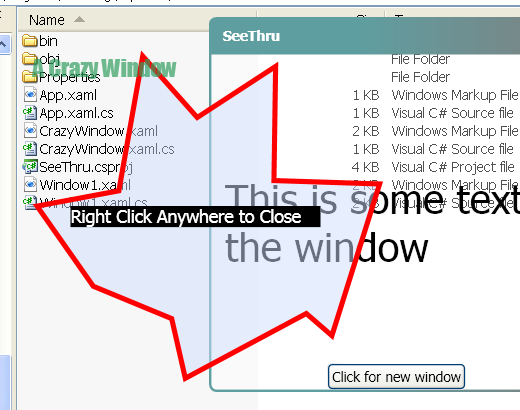 Name
SeeThru
bin
obj
File Folder
A Crazy Window
Properties
File Folder
App.xaml 1 KB Windows Markup File
App.xaml.cs 1 KB Visual C# Source file
CrazyWindow.xaml 2 KB Windows Markup File
CrazyWindow.xaml.cs 1 KB Visual C# Source file
SeeThru.csproj 4 KB Visual C# Project file
Window1.xaml 2 KB Windows Markup File
Window1.xaml.cs 2 KB Visual C# Source file
This is some text
the window
Right Click Anywhere to Close
Click for new window